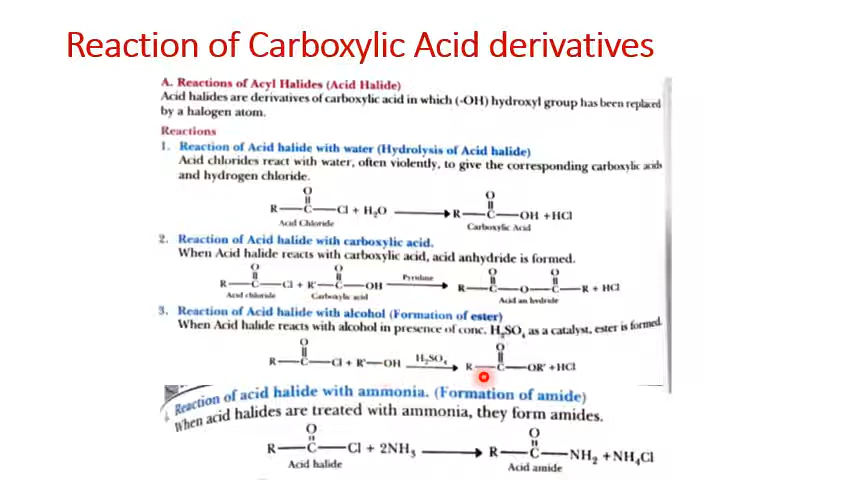 Reaction of Carboxylic Acid derivatives
A. Reactions of Acyl Halides (Acid Halide)
Acid halides are derivatives of carboxylic acid in which (-OH) hydroxyl group has been replaced
by a halogen atom.
Reactions
1. Reaction of Acid halide with water (Hydrolysis of Acid halide)
Acid chlorides react with water, often violently, to give the corresponding carboxylic acids
and hydrogen chloride.
O O
R—C—Cl + H₂O ⟶ R—C—OH +HCl
Acid Chloride Carboxylic Acid
2. Reaction of Acid halide with carboxylic acid.
When Acid halide reacts with carboxylic acid, acid anhydride is formed.
O O O O
R—C—Cl + R'—C—OH Pyridine ⟶ R—C—O—C—R + HCl
Acid chloride Carboxylic acid Acid an hydride
3. Reaction of Acid halide with alcohol (Formation of ester)
When Acid halide reacts with alcohol in presence of conc. H₂SO₄ as a catalyst, ester is formed.
O O
R—C—Cl + R'—OH H₂SO₄ ⟶ R—C—OR' +HCl
Reaction of acid halide with ammonia. (Formation of amide)
When acid halides are treated with ammonia, they form amides.
O O
R—C—Cl + 2NH₃ ⟶ R—C—NH₂ +NH₄Cl
Acid halide Acid amide